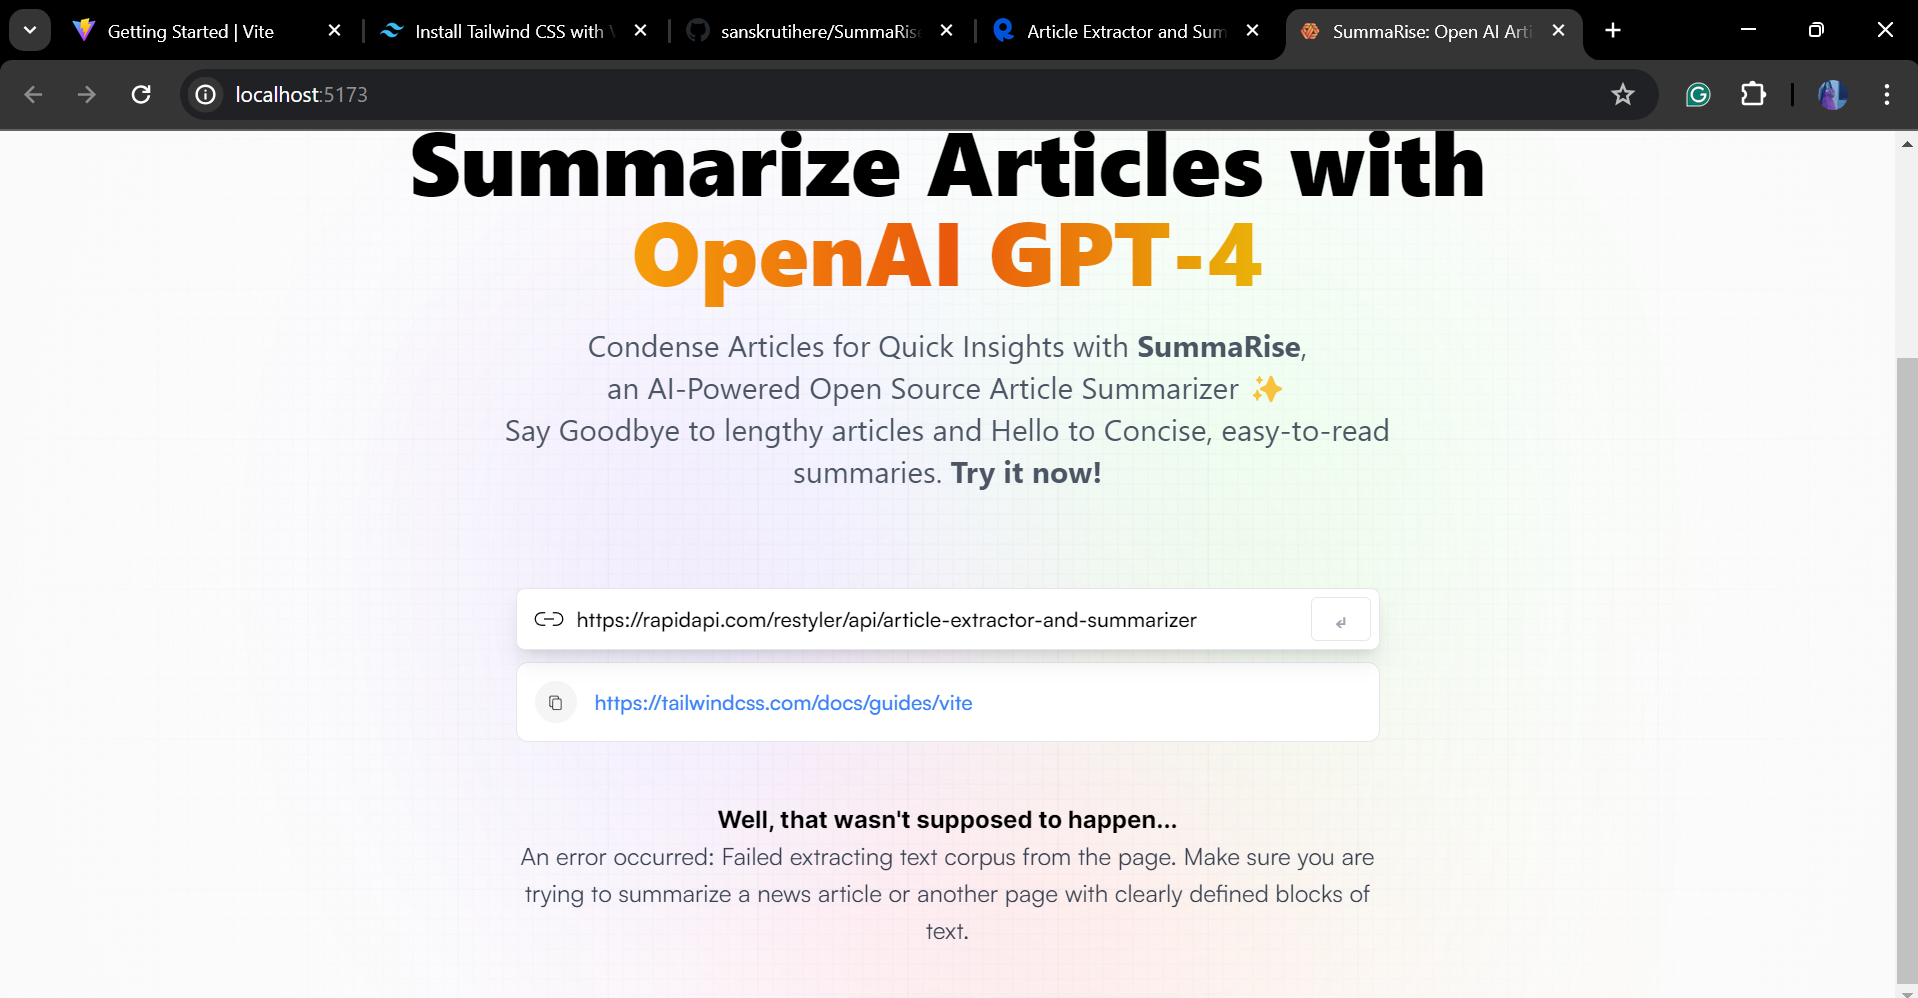 Getting Started | Vite
Install Tailwind CSS with
sanskrutihere/SummaRise
Article Extractor and Sum
SummaRise: Open AI Arti
localhost:5173
Summarize Articles with
OpenAI GPT-4
Condense Articles for Quick Insights with SummaRise,
an AI-Powered Open Source Article Summarizer ✨
Say Goodbye to lengthy articles and Hello to Concise, easy-to-read
summaries. Try it now!
https://rapidapi.com/restyler/api/article-extractor-and-summarizer
↵
https://tailwindcss.com/docs/guides/vite
Well, that wasn't supposed to happen...
An error occurred: Failed extracting text corpus from the page. Make sure you are
trying to summarize a news article or another page with clearly defined blocks of
text.